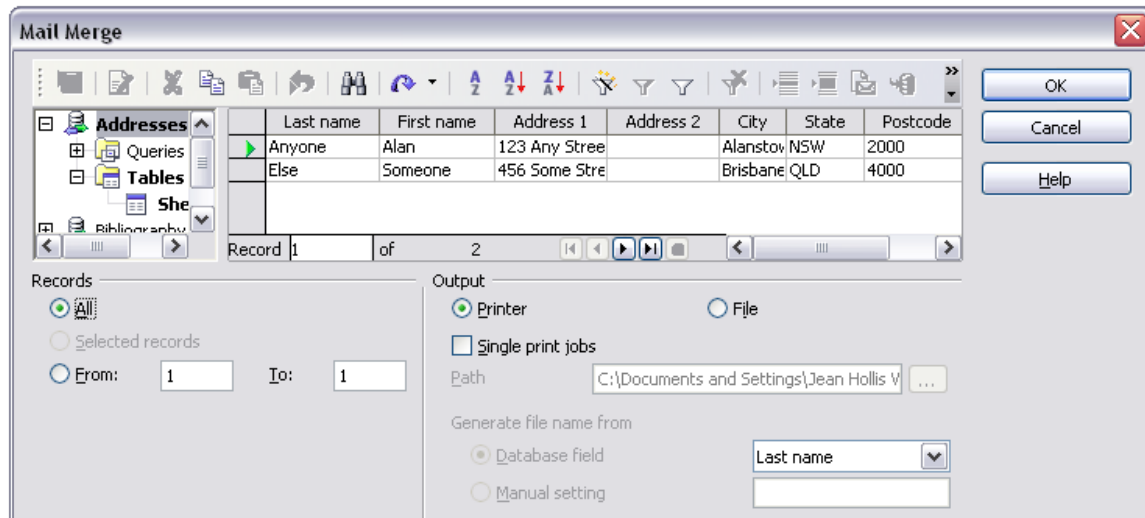 Mail Merge
OK
Cancel
Help
Addresses
Queries
Tables
She
Bibliography
Last name First name Address 1 Address 2 City State Postcode
Anyone Alan 123 Any Stree Alanstov NSW 2000
Else Someone 456 Some Stre Brisbane QLD 4000
Record 1 of 2
Records
All
Selected records
From: 1 To: 1
Output
Printer File
Single print jobs
Path C:\Documents and Settings\Jean Hollis V ...
Generate file name from
Database field Last name
Manual setting